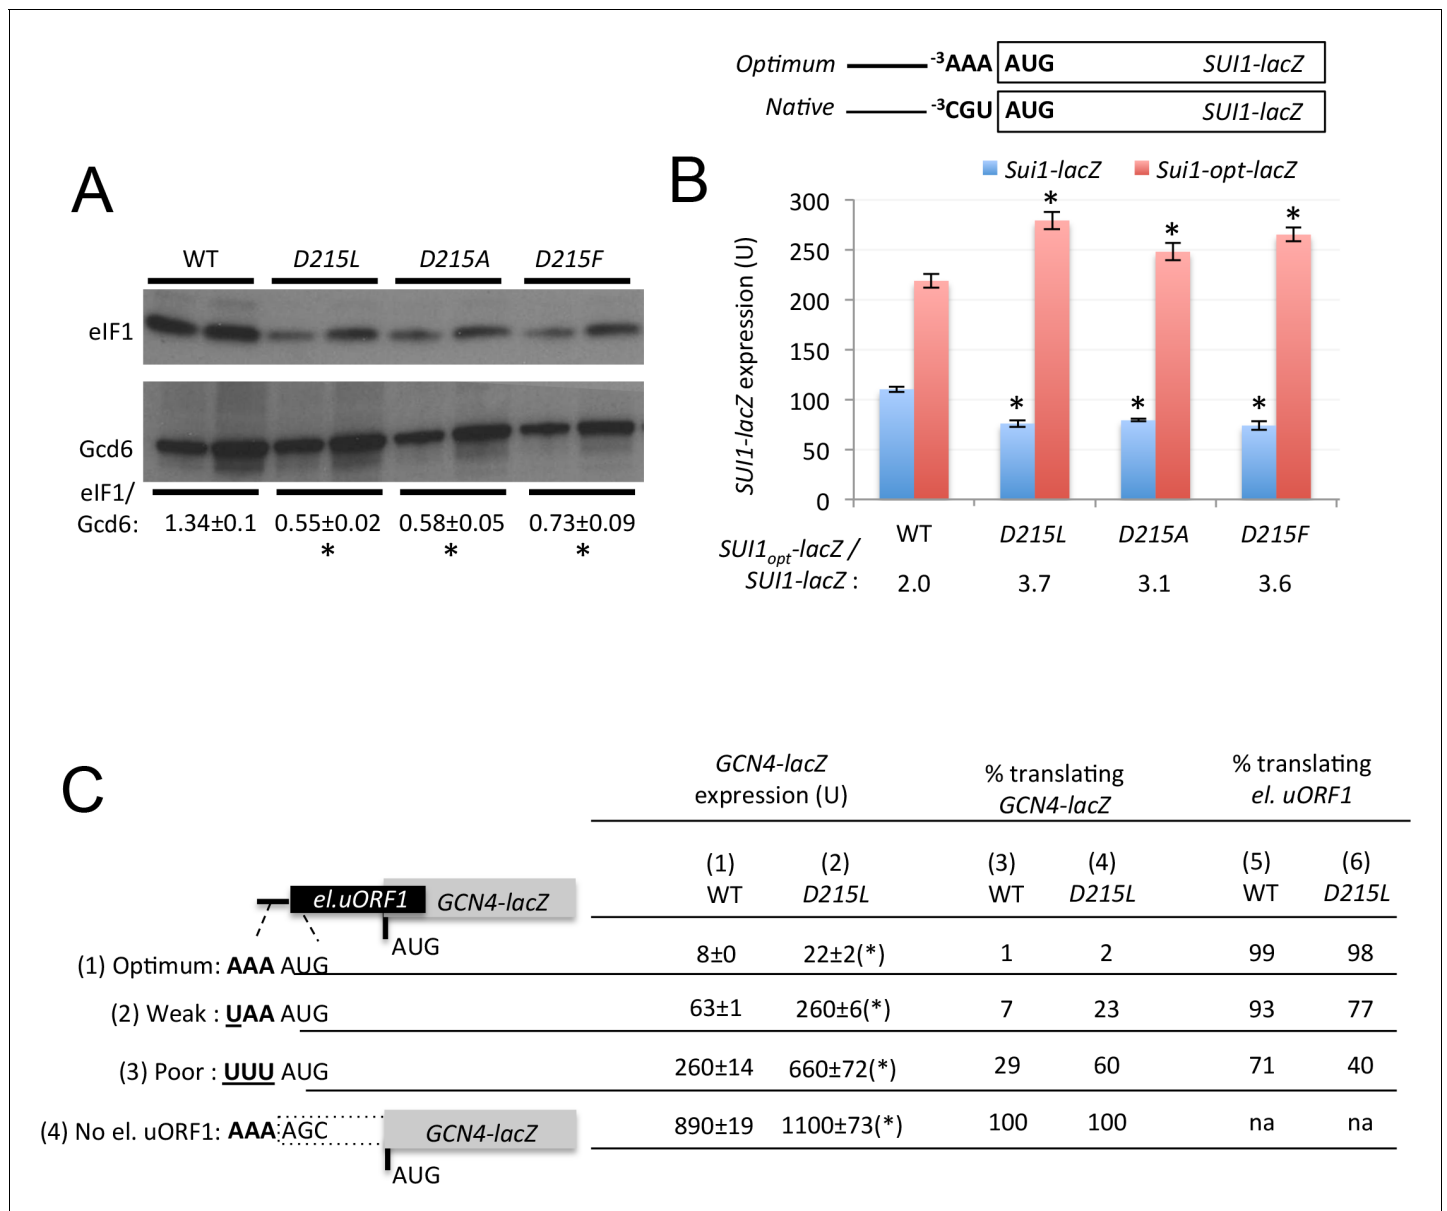 Optimum -3AAA AUG SUI1-lacZ
Native -3CGU AUG SUI1-lacZ
A
WT D215L D215A D215F
eIF1
Gcd6
eIF1/
Gcd6: 1.34±0.1 0.55±0.02 0.58±0.05 0.73±0.09
* * *
B
Sui1-lacZ Sui1-opt-lacZ
SUI1-lacZ expression (U)
300
250
200
150
100
50
0
* * *
* * *
WT D215L D215A D215F
SUI1opt-lacZ /
SUI1-lacZ : 2.0 3.7 3.1 3.6
C
GCN4-lacZ
expression (U)
% translating
GCN4-lacZ
% translating
el. uORF1
(1) (2) (3) (4) (5) (6)
WT D215L WT D215L WT D215L
el.uORF1 GCN4-lacZ
AUG
(1) Optimum: AAA AUG 8±0 22±2(*) 1 2 99 98
(2) Weak : UAA AUG 63±1 260±6(*) 7 23 93 77
(3) Poor : UUU AUG 260±14 660±72(*) 29 60 71 40
(4) No el. uORF1: AAA AGC GCN4-lacZ 890±19 1100±73(*) 100 100 na na
AUG